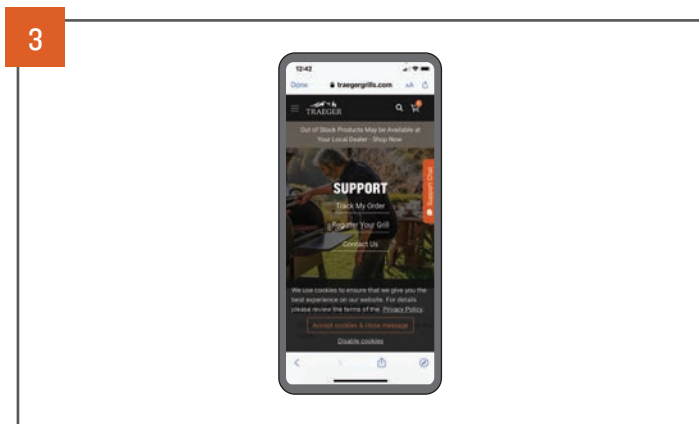 3
12:42
Done
traegergrills.com
AA
TRAEGER
Out of Stock Products May be Available at
Your Local Dealer - Shop Now
SUPPORT
Track My Order
Register Your Grill
Contact Us
Support Chat
We use cookies to ensure that we give you the
best experience on our website. For details
please review the terms of the Privacy Policy.
Accept cookies & close message
Disable cookies